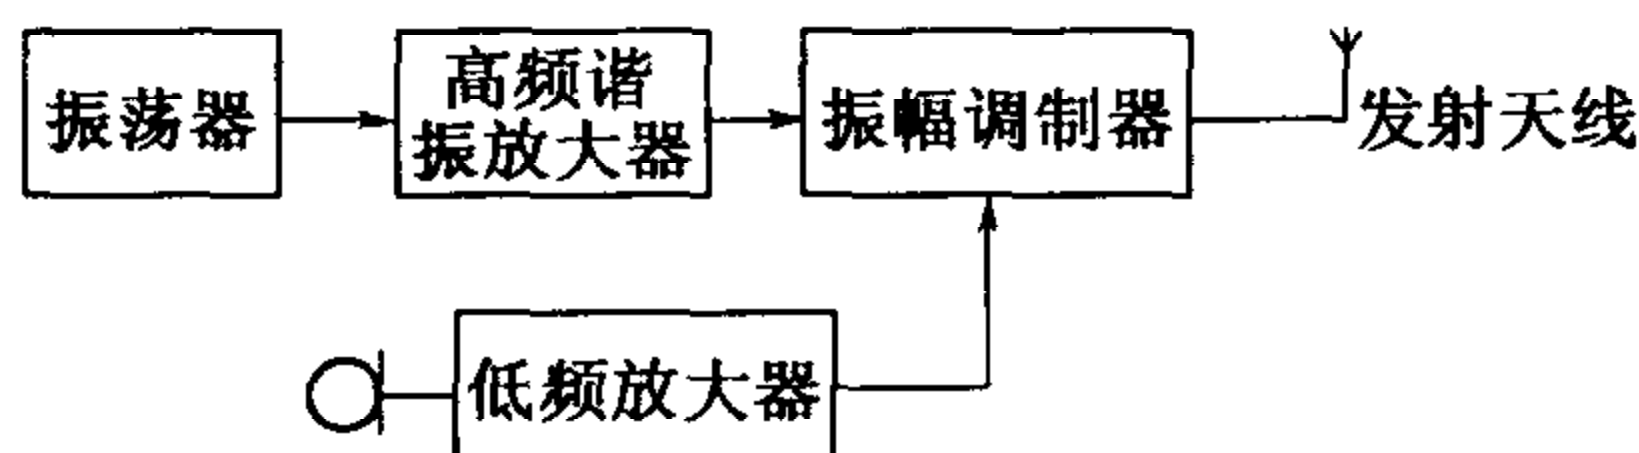 振荡器
高频谐
振放大器
振幅调制器
发射天线
低频放大器